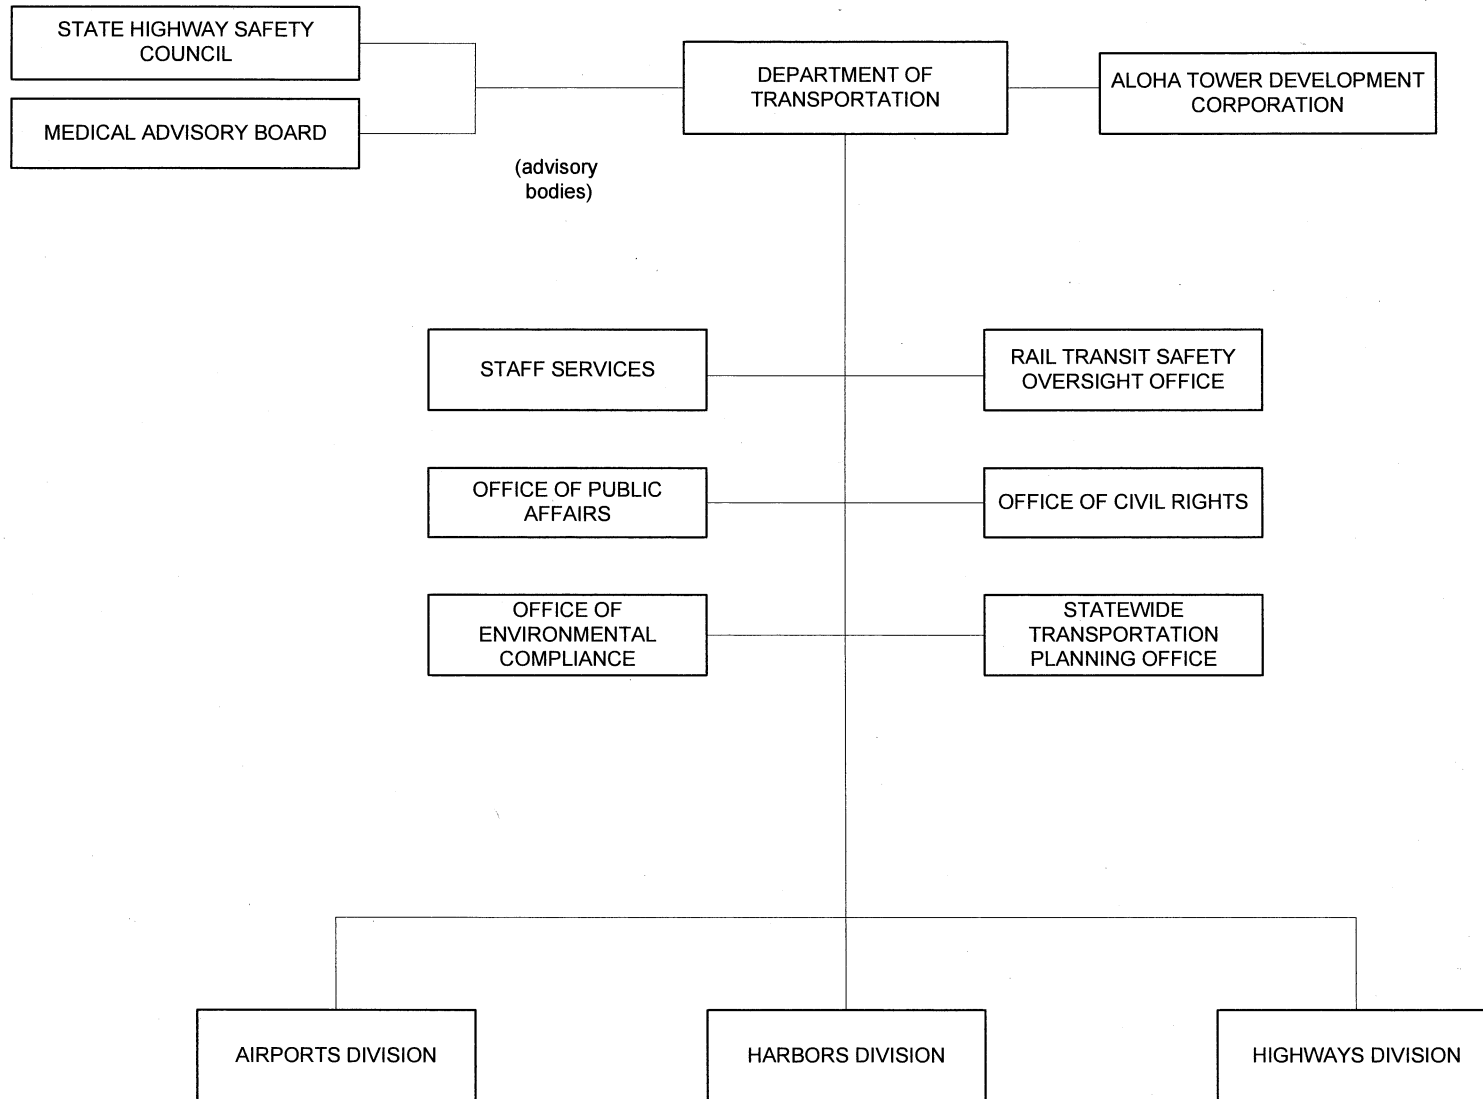 STATE HIGHWAY SAFETY
COUNCIL
MEDICAL ADVISORY BOARD
(advisory
bodies)
DEPARTMENT OF
TRANSPORTATION
ALOHA TOWER DEVELOPMENT
CORPORATION
STAFF SERVICES
RAIL TRANSIT SAFETY
OVERSIGHT OFFICE
OFFICE OF PUBLIC
AFFAIRS
OFFICE OF CIVIL RIGHTS
OFFICE OF
ENVIRONMENTAL
COMPLIANCE
STATEWIDE
TRANSPORTATION
PLANNING OFFICE
AIRPORTS DIVISION
HARBORS DIVISION
HIGHWAYS DIVISION